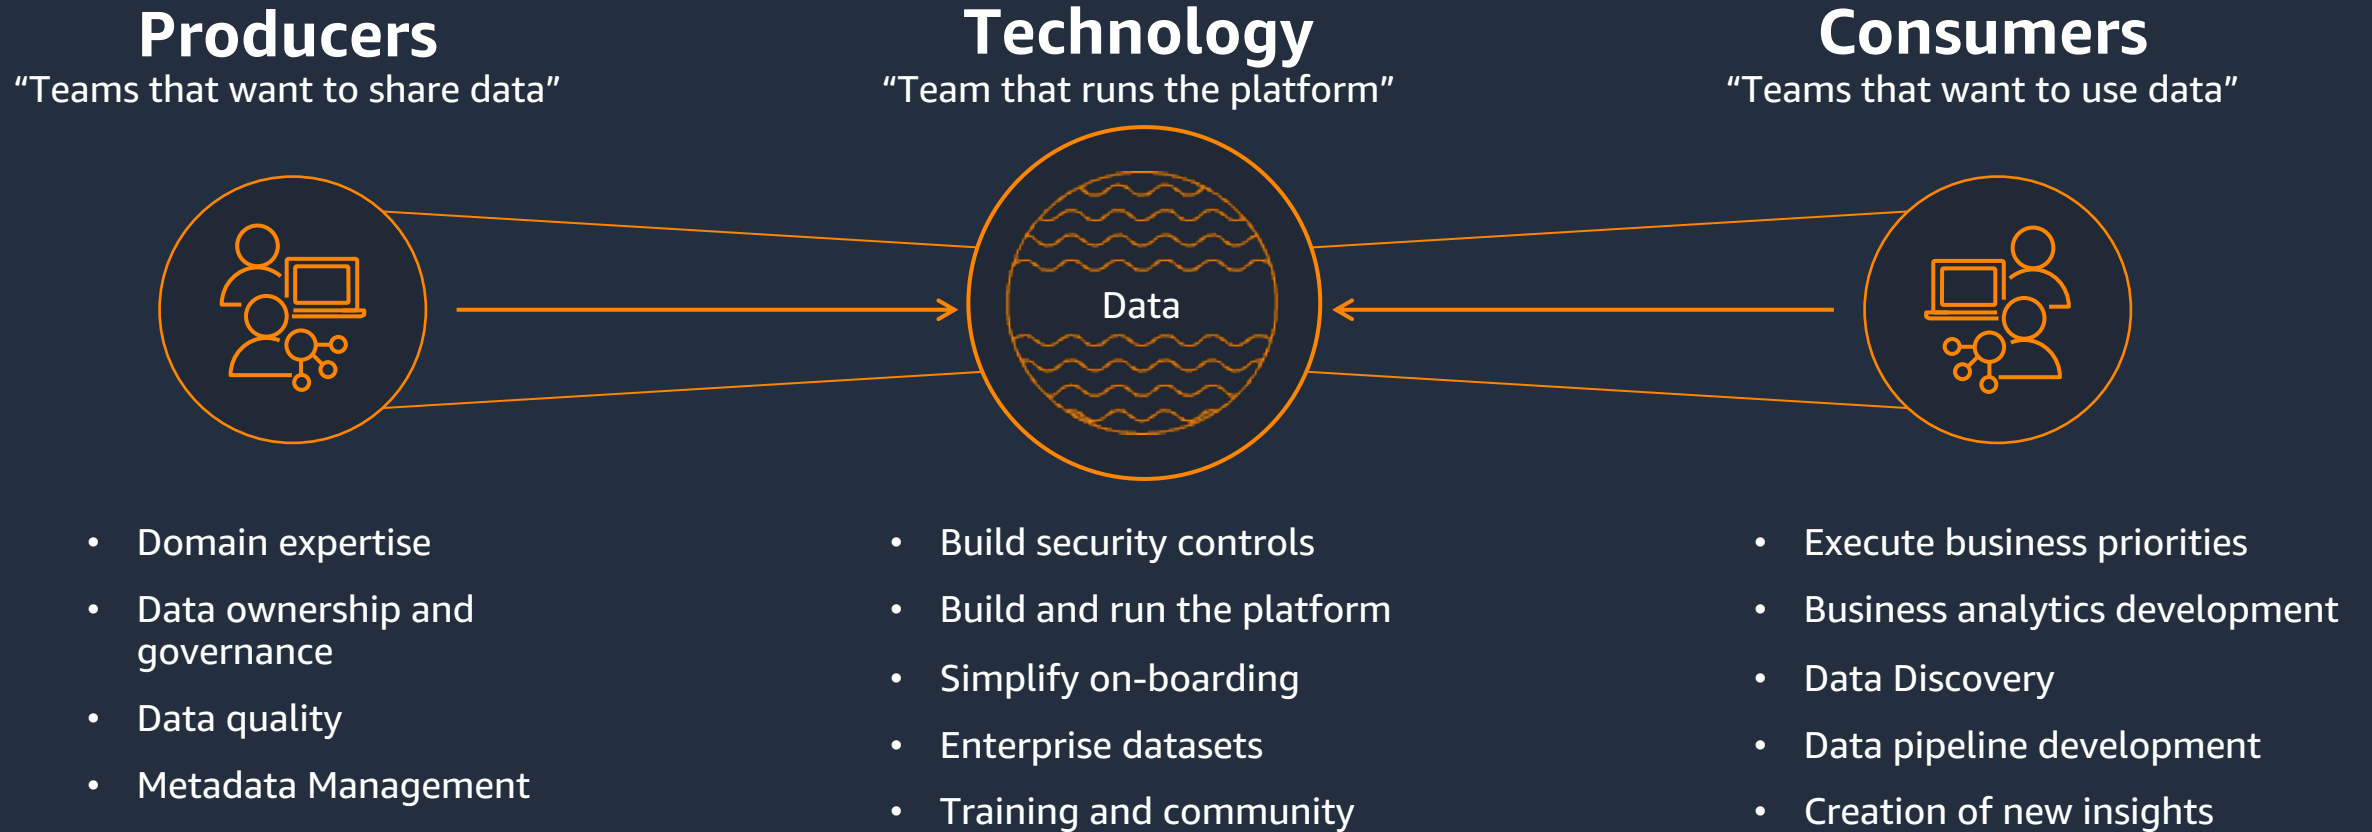 Producers
“Teams that want to share data”
• Domain expertise
• Data ownership and
governance
• Data quality
• Metadata Management
Technology
“Team that runs the platform”
Data
• Build security controls
• Build and run the platform
• Simplify on-boarding
• Enterprise datasets
• Training and community
Consumers
“Teams that want to use data”
• Execute business priorities
• Business analytics development
• Data Discovery
• Data pipeline development
• Creation of new insights